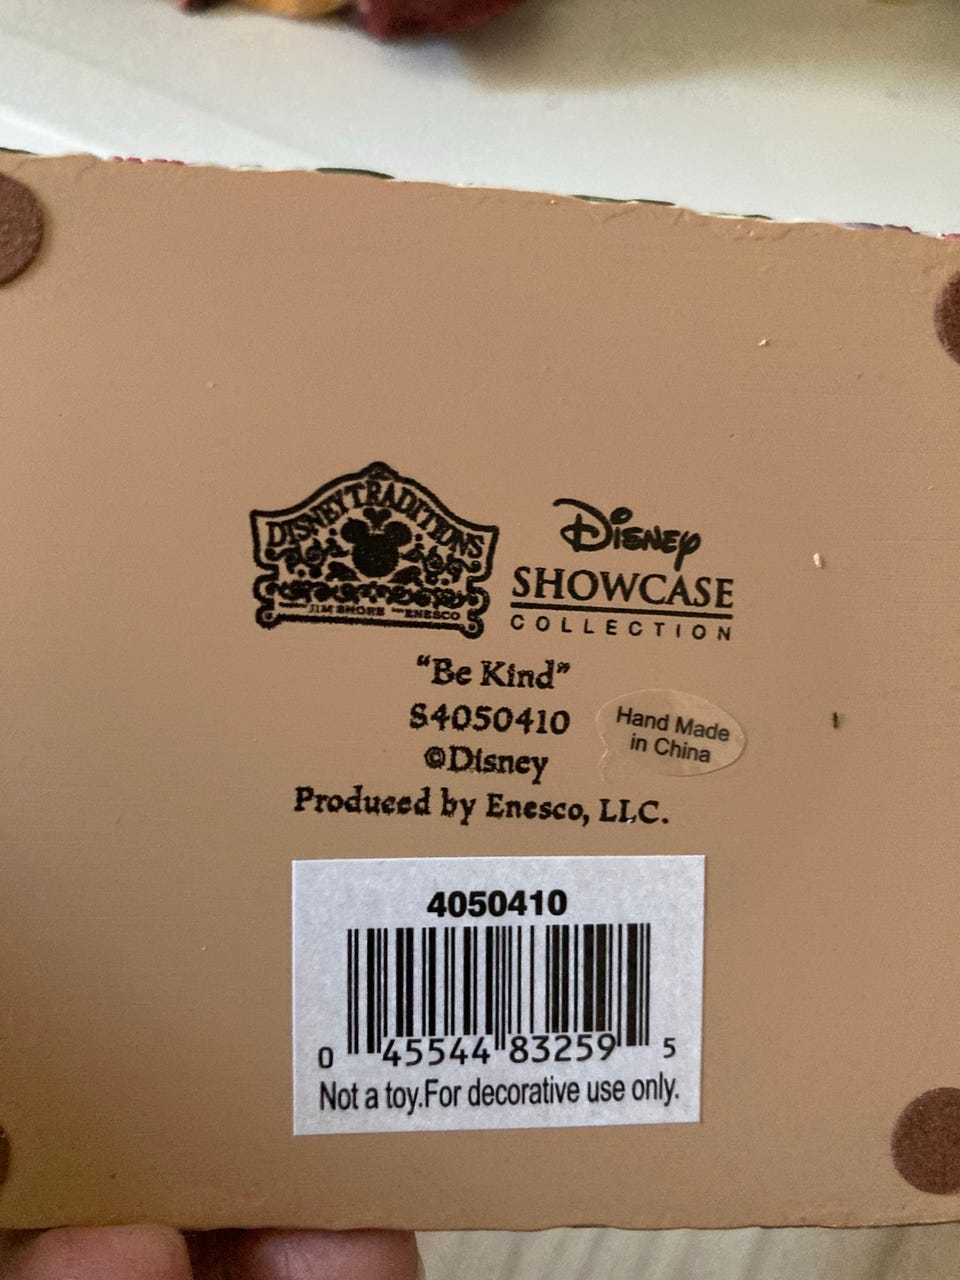 DISNEY TRADITIONS
JIM SHORE ENESCO
Disney
SHOWCASE
COLLECTION
“Be Kind”
S4050410
©Disney
Produced by Enesco, LLC.
Hand Made
in China
4050410
0 45544 83259 5
Not a toy.For decorative use only.